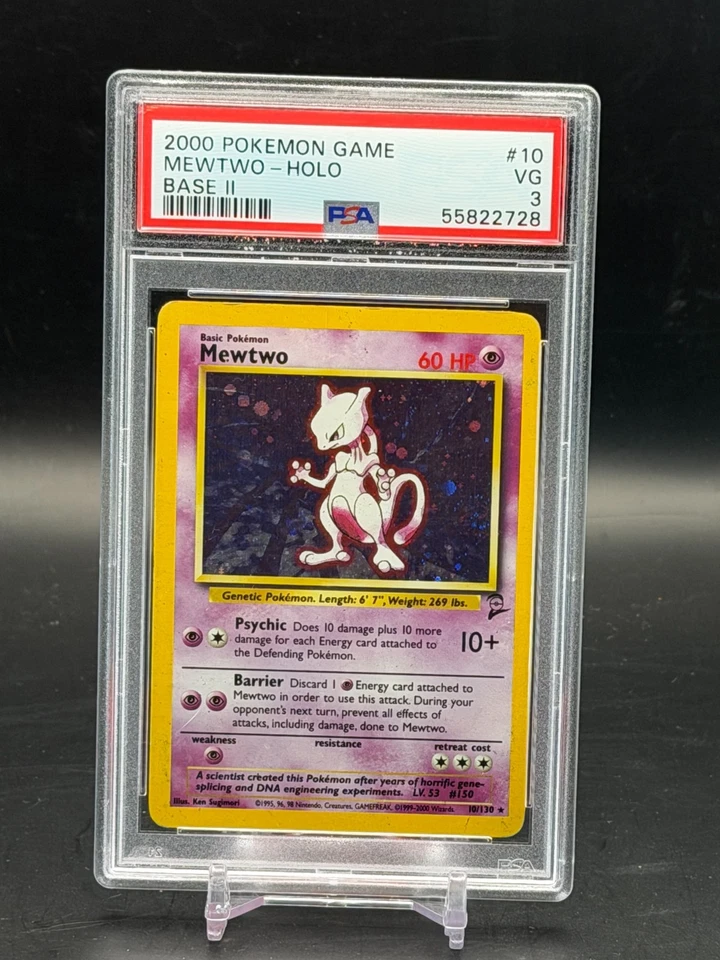 2000 POKEMON GAME #10
MEWTWO - HOLO VG
BASE II 3
PSA 55822728
Basic Pokémon
Mewtwo 60 HP
Genetic Pokémon. Length: 6' 7", Weight: 269 lbs.
Psychic Does 10 damage plus 10 more
damage for each Energy card attached to
the Defending Pokémon.
10+
Barrier Discard 1 Energy card attached to
Mewtwo in order to use this attack. During your
opponent's next turn, prevent all effects of
attacks, including damage, done to Mewtwo.
weakness resistance retreat cost
A scientist created this Pokémon after years of horrific gene-
splicing and DNA engineering experiments. LV. 53 #150
Illus. Ken Sugimori ©1995, 96, 98 Nintendo, Creatures, GAMEFREAK. ©1999-2000 Wizards. 10/130 ★
PSA